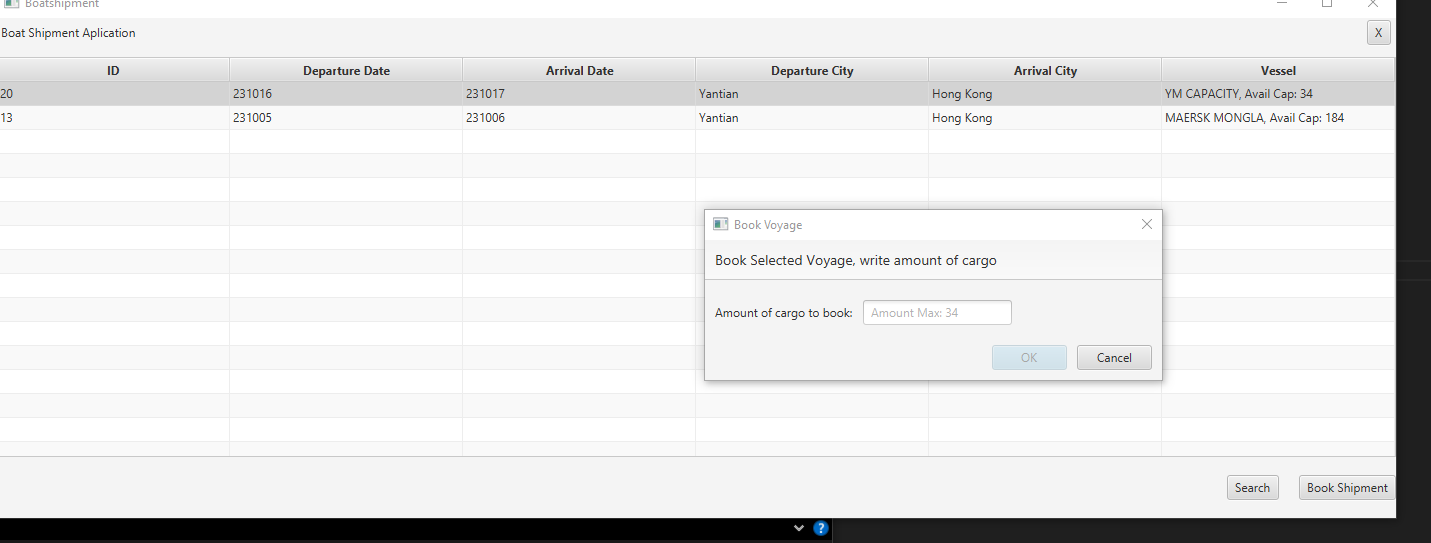 Boatshipment
Boat Shipment Aplication
X
ID Departure Date Arrival Date Departure City Arrival City Vessel
20 231016 231017 Yantian Hong Kong YM CAPACITY, Avail Cap: 34
13 231005 231006 Yantian Hong Kong MAERSK MONGLA, Avail Cap: 184
Book Voyage
Book Selected Voyage, write amount of cargo
Amount of cargo to book: Amount Max: 34
OK Cancel
Search Book Shipment
?